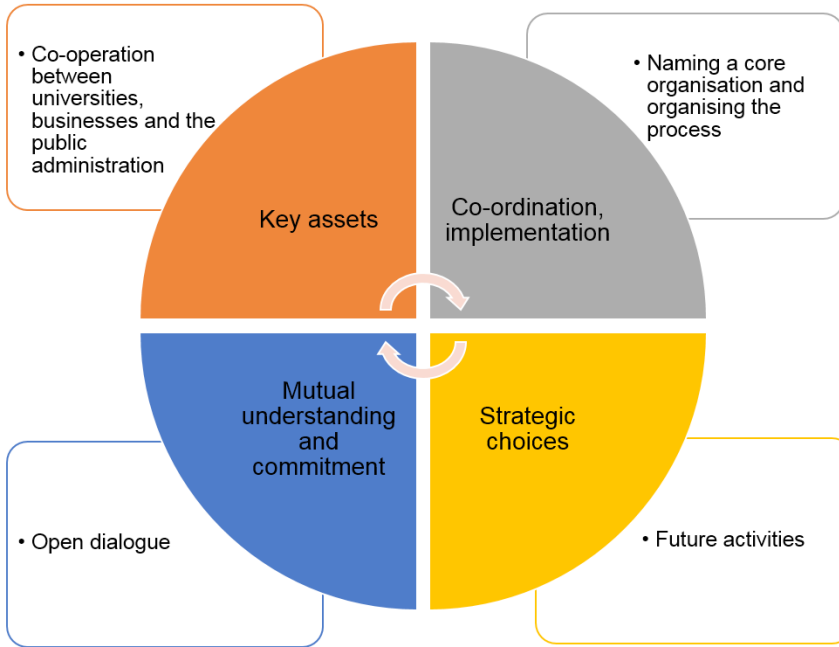 • Co-operation
between
universities,
businesses and the
public
administration
• Naming a core
organisation and
organising the
process
Key assets
Co-ordination,
implementation
Mutual
understanding
and
commitment
Strategic
choices
• Open dialogue
• Future activities